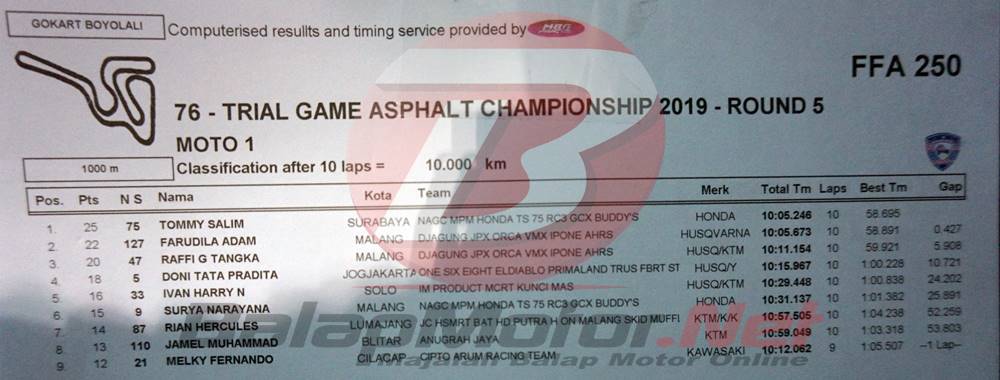 GOKART BOYOLALI
Computerised resullts and timing service provided by
FFA 250
76 - TRIAL GAME ASPHALT CHAMPIONSHIP 2019 - ROUND 5
MOTO 1
1000 m Classification after 10 laps = 10.000 km
Pos. Pts N S Nama Kota Team Merk Total Tm Laps Best Tm Gap
1. 25 75 TOMMY SALIM SURABAYA NAGC MPM HONDA TS 75 RC3 GCX BUDDY'S HONDA 10:05.246 10 58.695
2. 22 127 FARUDILA ADAM MALANG DJAGUNG JPX ORCA VMX IPONE AHRS HUSQVARNA 10:05.673 10 58.891 0.427
3. 20 47 RAFFI G TANGKA MALANG DJAGUNG JPX ORCA VMX IPONE AHRS HUSQ/KTM 10:11.154 10 59.921 5.908
4. 18 5 DONI TATA PRADITA JOGJAKARTA ONE SIX EIGHT ELDIABLO PRIMALAND TRUS FBRT ST HUSQ/Y 10:15.967 10 1:00.228 10.721
5. 16 33 IVAN HARRY N SOLO IM PRODUCT MCRT KUNCI MAS HUSQ/KTM 10:29.448 10 1:00.838 24.202
6. 15 9 SURYA NARAYANA MALANG NAGC MPM HONDA TS 75 RC3 GCX BUDDY'S HONDA 10:31.137 10 1:01.382 25.891
7. 14 87 RIAN HERCULES LUMAJANG JC HSMRT BAT HD PUTRA H ON MALANG SKID MUFFI KTM/K/K 10:57.505 10 1:04.238 52.259
8. 13 110 JAMEL MUHAMMAD BLITAR ANUGRAH JAYA KTM 10:59.049 10 1:03.318 53.803
9. 12 21 MELKY FERNANDO CILACAP CIPTO ARUM RACING TEAM KAWASAKI 10:12.062 9 1:05.507 --1 Lap--
BalapMotor.Net
eMajalah Balap Motor Online